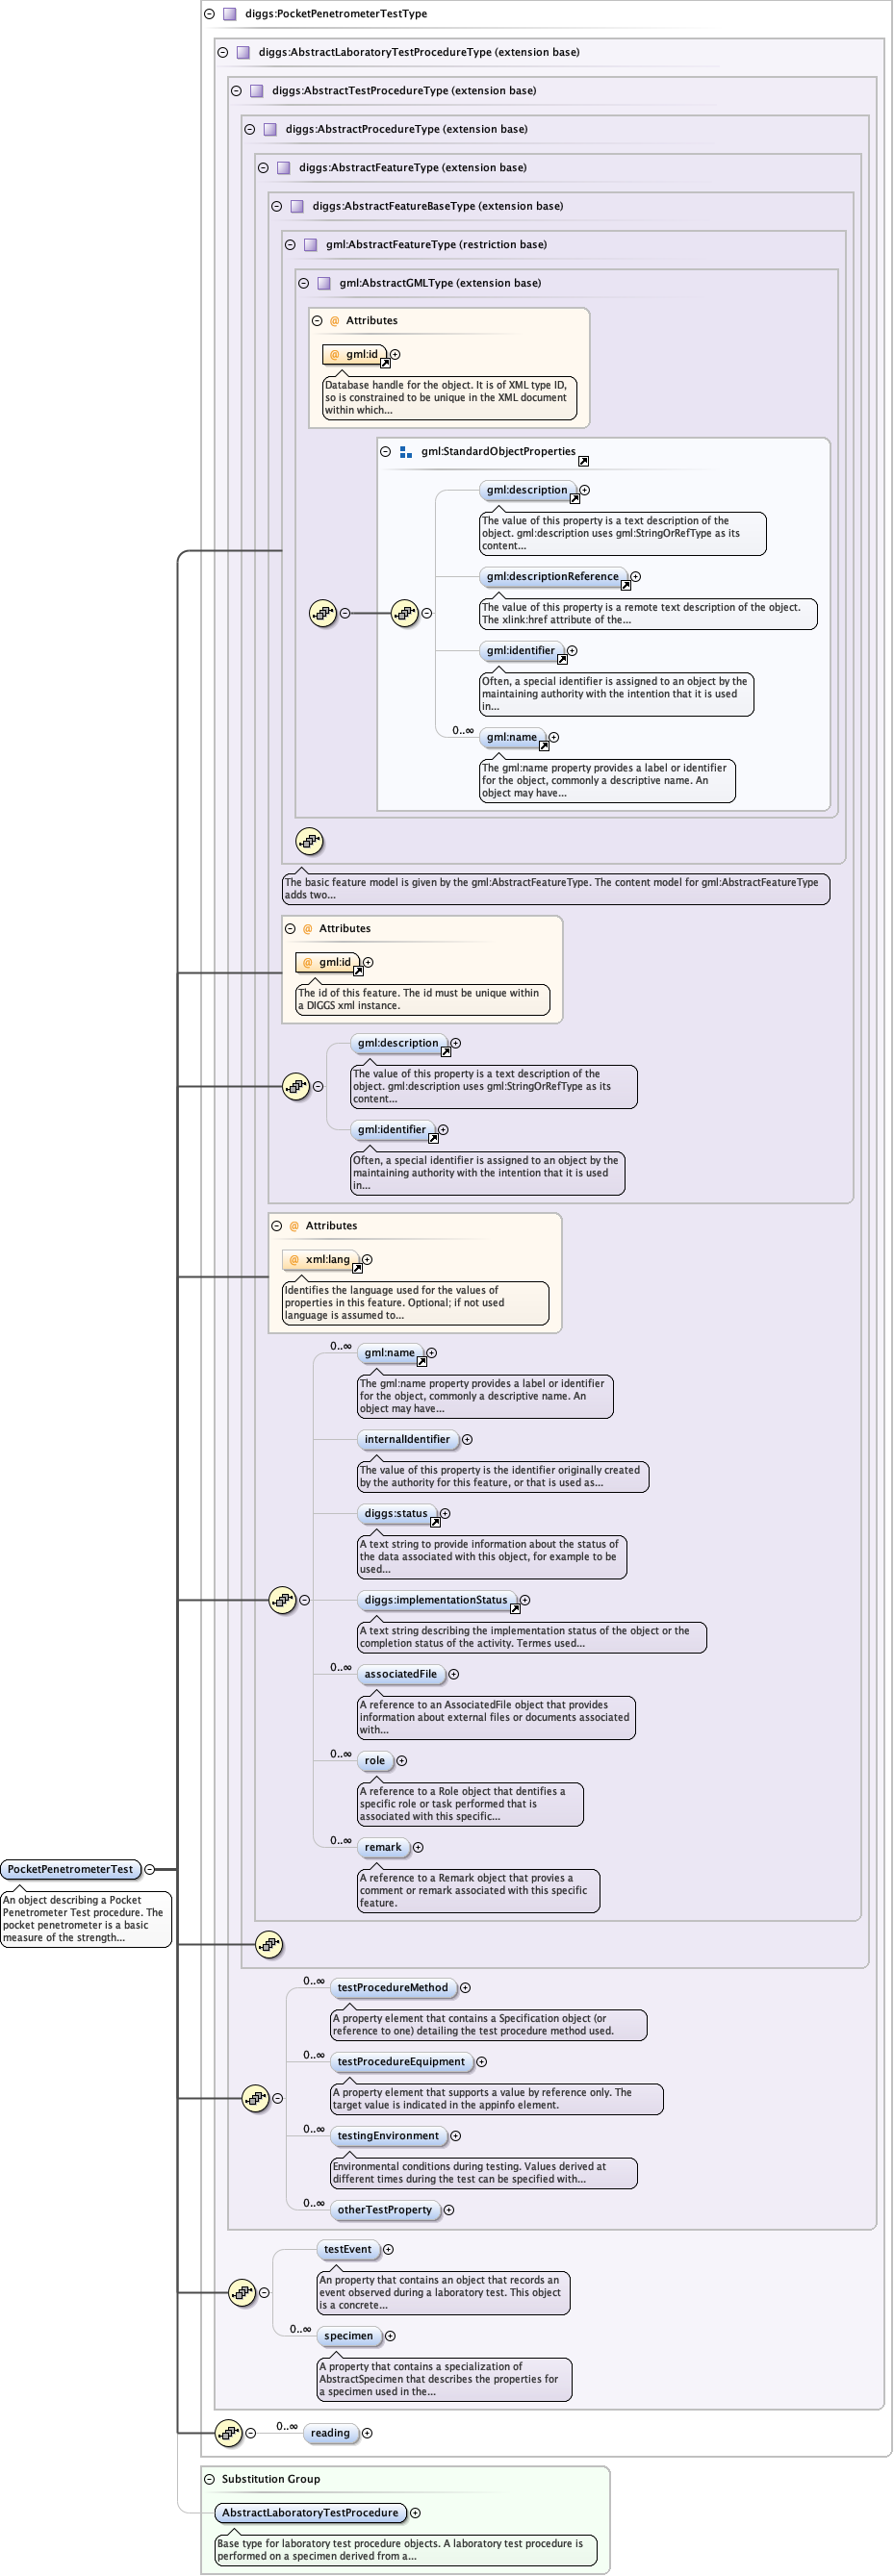 diggs:PocketPenetrometerTestType
diggs:AbstractLaboratoryTestProcedureType (extension base)
diggs:AbstractTestProcedureType (extension base)
diggs:AbstractProcedureType (extension base)
diggs:AbstractFeatureType (extension base)
diggs:AbstractFeatureBaseType (extension base)
gml:AbstractFeatureType (restriction base)
gml:AbstractGMLType (extension base)
@ Attributes
@ gml:id
Database handle for the object. It is of XML type ID,
so is constrained to be unique in the XML document
within which...
gml:StandardObjectProperties
gml:description
The value of this property is a text description of the
object. gml:description uses gml:StringOrRefType as its
content...
gml:descriptionReference
The value of this property is a remote text description of the object.
The xlink:href attribute of the...
gml:identifier
Often, a special identifier is assigned to an object by the
maintaining authority with the intention that it is used
in...
0..∞
gml:name
The gml:name property provides a label or identifier
for the object, commonly a descriptive name. An
object may have...
The basic feature model is given by the gml:AbstractFeatureType. The content model for gml:AbstractFeatureType
adds two...
@ Attributes
@ gml:id
The id of this feature. The id must be unique within
a DIGGS xml instance.
gml:description
The value of this property is a text description of the
object. gml:description uses gml:StringOrRefType as its
content...
gml:identifier
Often, a special identifier is assigned to an object by the
maintaining authority with the intention that it is used
in...
@ Attributes
@ xml:lang
Identifies the language used for the values of
properties in this feature. Optional; if not used
language is assumed to...
0..∞
gml:name
The gml:name property provides a label or identifier
for the object, commonly a descriptive name. An
object may have...
internalIdentifier
The value of this property is the identifier originally created
by the authority for this feature, or that is used as...
diggs:status
A text string to provide information about the status of
the data associated with this object, for example to be
used...
diggs:implementationStatus
A text string describing the implementation status of the object or the
completion status of the activity. Termes used...
0..∞
associatedFile
A reference to an AssociatedFile object that provides
information about external files or documents associated
with...
0..∞
role
A reference to a Role object that dentifies a
specific role or task performed that is
associated with this specific...
0..∞
remark
A reference to a Remark object that provies a
comment or remark associated with this specific
feature.
PocketPenetrometerTest
An object describing a Pocket
Penetrometer Test procedure. The
pocket penetrometer is a basic
measure of the strength...
0..∞
testProcedureMethod
A property element that contains a Specification object (or
reference to one) detailing the test procedure method used.
0..∞
testProcedureEquipment
A property element that supports a value by reference only. The
target value is indicated in the appinfo element.
0..∞
testingEnvironment
Environmental conditions during testing. Values derived at
different times during the test can be specified with...
0..∞
otherTestProperty
testEvent
An property that contains an object that records an
event observed during a laboratory test. This object
is a concrete...
0..∞
specimen
A property that contains a specialization of
AbstractSpecimen that describes the properties for
a specimen used in the...
0..∞
reading
Substitution Group
AbstractLaboratoryTestProcedure
Base type for laboratory test procedure objects. A laboratory test procedure is
performed on a specimen derived from a...